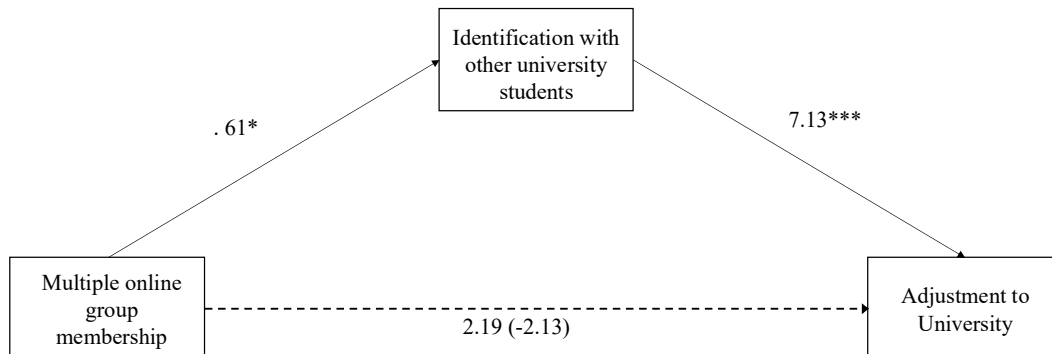 Identification with
other university
students
. 61*
7.13***
Multiple online
group
membership
2.19 (-2.13)
Adjustment to
University